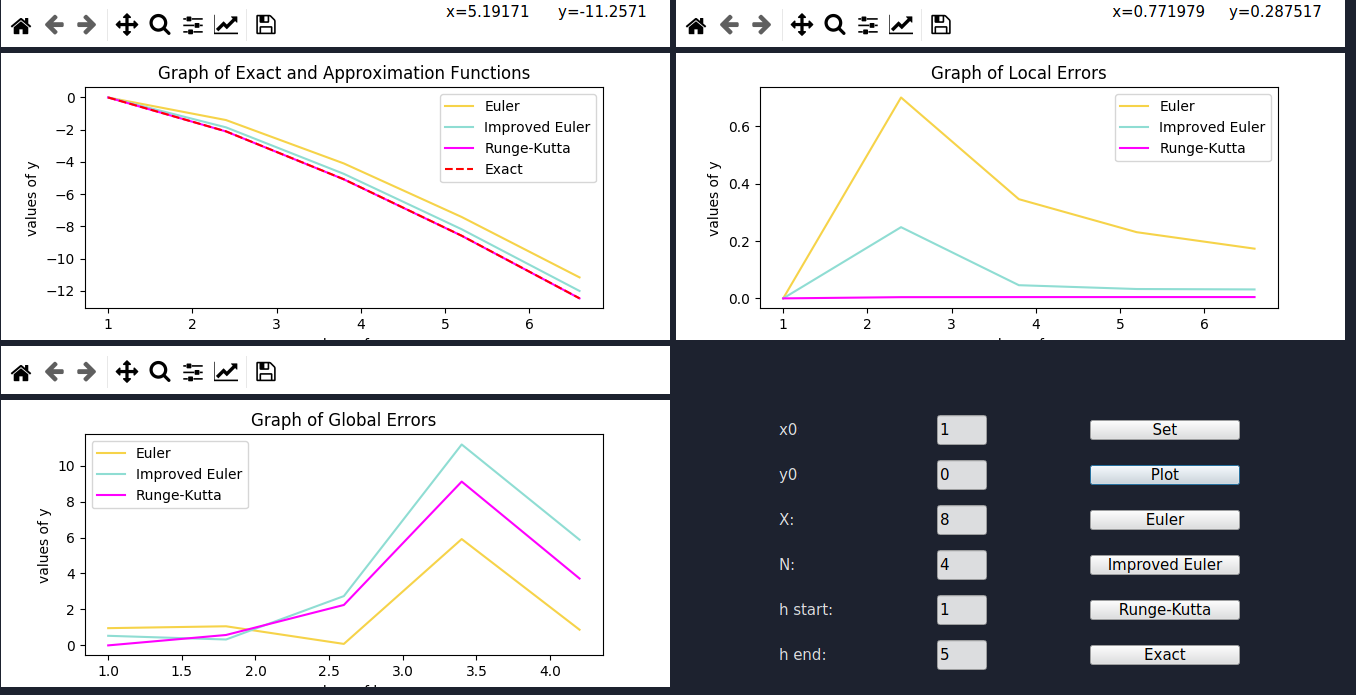 x=5.19171 y=-11.2571
Graph of Exact and Approximation Functions
values of y
0
−2
−4
−6
−8
−10
−12
Euler
Improved Euler
Runge-Kutta
Exact
1 2 3 4 5 6
x=0.771979 y=0.287517
Graph of Local Errors
values of y
0.6
0.4
0.2
0.0
Euler
Improved Euler
Runge-Kutta
1 2 3 4 5 6
Graph of Global Errors
values of y
10
8
6
4
2
0
Euler
Improved Euler
Runge-Kutta
1.0 1.5 2.0 2.5 3.0 3.5 4.0
x0 1 Set
y0 0 Plot
X: 8 Euler
N: 4 Improved Euler
h start: 1 Runge-Kutta
h end: 5 Exact